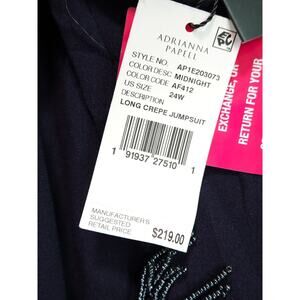 ADRIANNA
PAPELL
STYLE NO. AP1E203073
COLOR DESC MIDNIGHT
COLOR CODE AF412
US SIZE 24W
DESCRIPTION
LONG CREPE JUMPSUIT
1 91937 27510 1
MANUFACTURER'S
SUGGESTED
RETAIL PRICE
$219.00
EXCHANGE OR
RETURN FOR YOUR